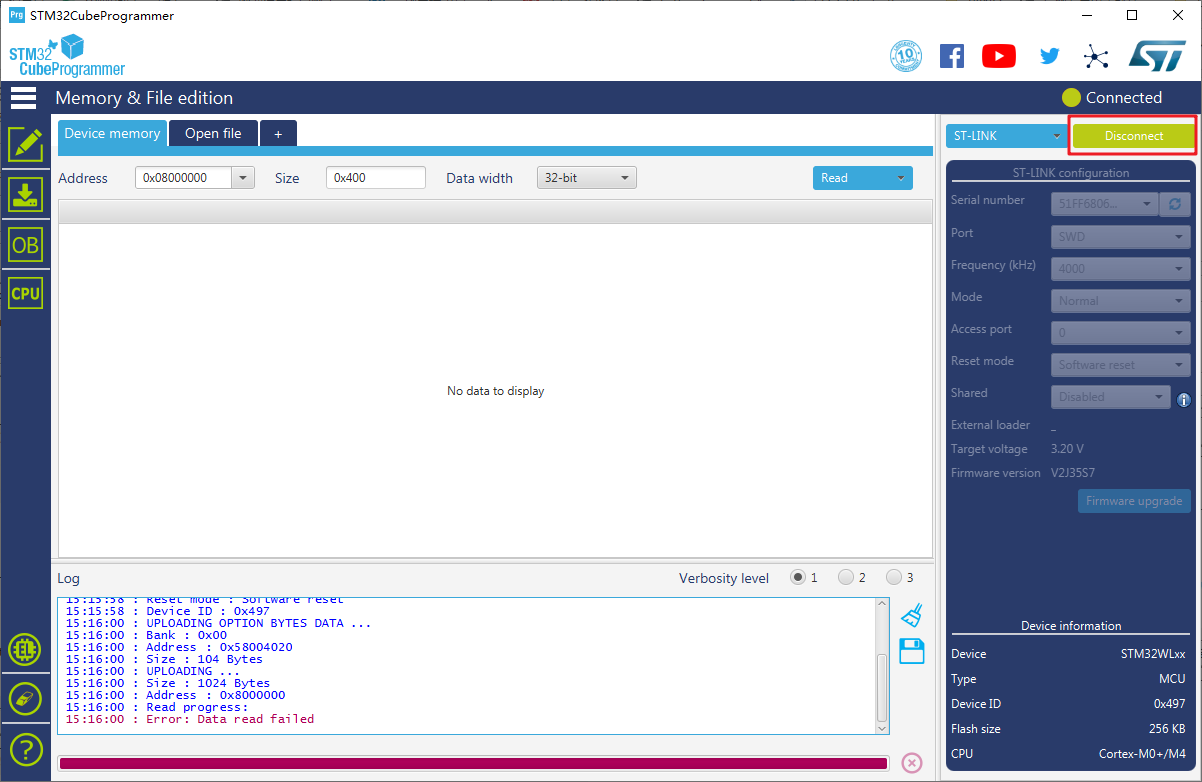 Prg STM32CubeProgrammer
STM32
CubeProgrammer
10
YEARS
Memory & File edition
Connected
Device memory
Open file
+
ST-LINK
Disconnect
Address
0x08000000
Size
0x400
Data width
32-bit
Read
ST-LINK configuration
Serial number
51FF6806...
Port
SWD
Frequency (kHz)
4000
Mode
Normal
Access port
0
Reset mode
Software reset
Shared
Disabled
i
External loader
_
Target voltage
3.20 V
Firmware version
V2J35S7
Firmware upgrade
OB
CPU
No data to display
Log
Verbosity level
1
2
3
15:15:58 : Reset mode : Software reset
15:15:58 : Device ID : 0x497
15:16:00 : UPLOADING OPTION BYTES DATA ...
15:16:00 : Bank : 0x00
15:16:00 : Address : 0x58004020
15:16:00 : Size : 104 Bytes
15:16:00 : UPLOADING ...
15:16:00 : Size : 1024 Bytes
15:16:00 : Address : 0x8000000
15:16:00 : Read progress:
15:16:00 : Error: Data read failed
EL
?
Device information
Device
STM32WLxx
Type
MCU
Device ID
0x497
Flash size
256 KB
CPU
Cortex-M0+/M4